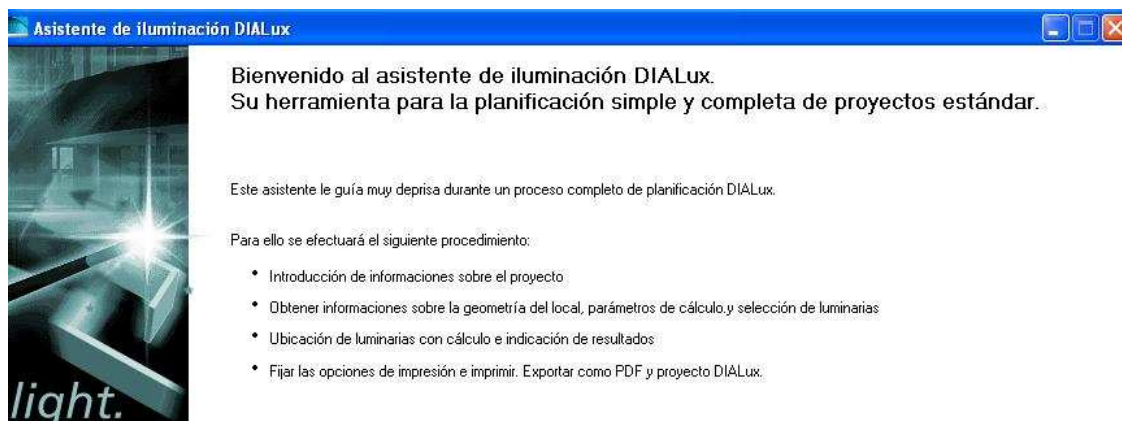 Asistente de iluminación DIALux
Bienvenido al asistente de iluminación DIALux.
Su herramienta para la planificación simple y completa de proyectos estándar.
Este asistente le guía muy deprisa durante un proceso completo de planificación DIALux.
Para ello se efectuará el siguiente procedimiento:
• Introducción de informaciones sobre el proyecto
• Obtener informaciones sobre la geometría del local, parámetros de cálculo.y selección de luminarias
• Ubicación de luminarias con cálculo e indicación de resultados
• Fijar las opciones de impresión e imprimir. Exportar como PDF y proyecto DIALux.
light.